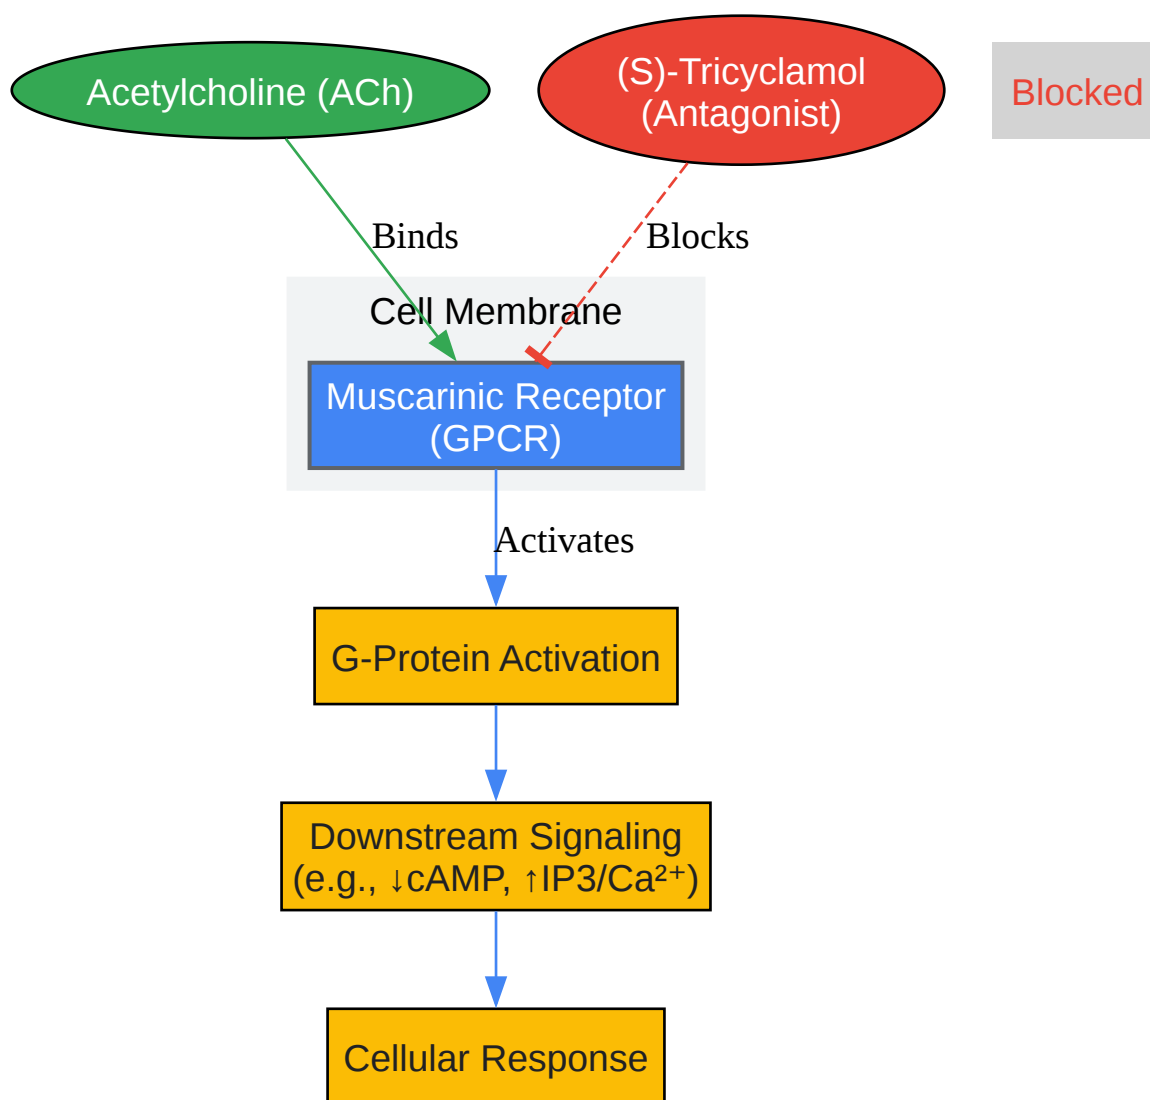 Acetylcholine (ACh)
(S)-Tricyclamol
(Antagonist)
Blocked
Binds
Blocks
Cell Membrane
Muscarinic Receptor
(GPCR)
Activates
G-Protein Activation
Downstream Signaling
(e.g., ↓cAMP, ↑IP3/Ca²⁺)
Cellular Response